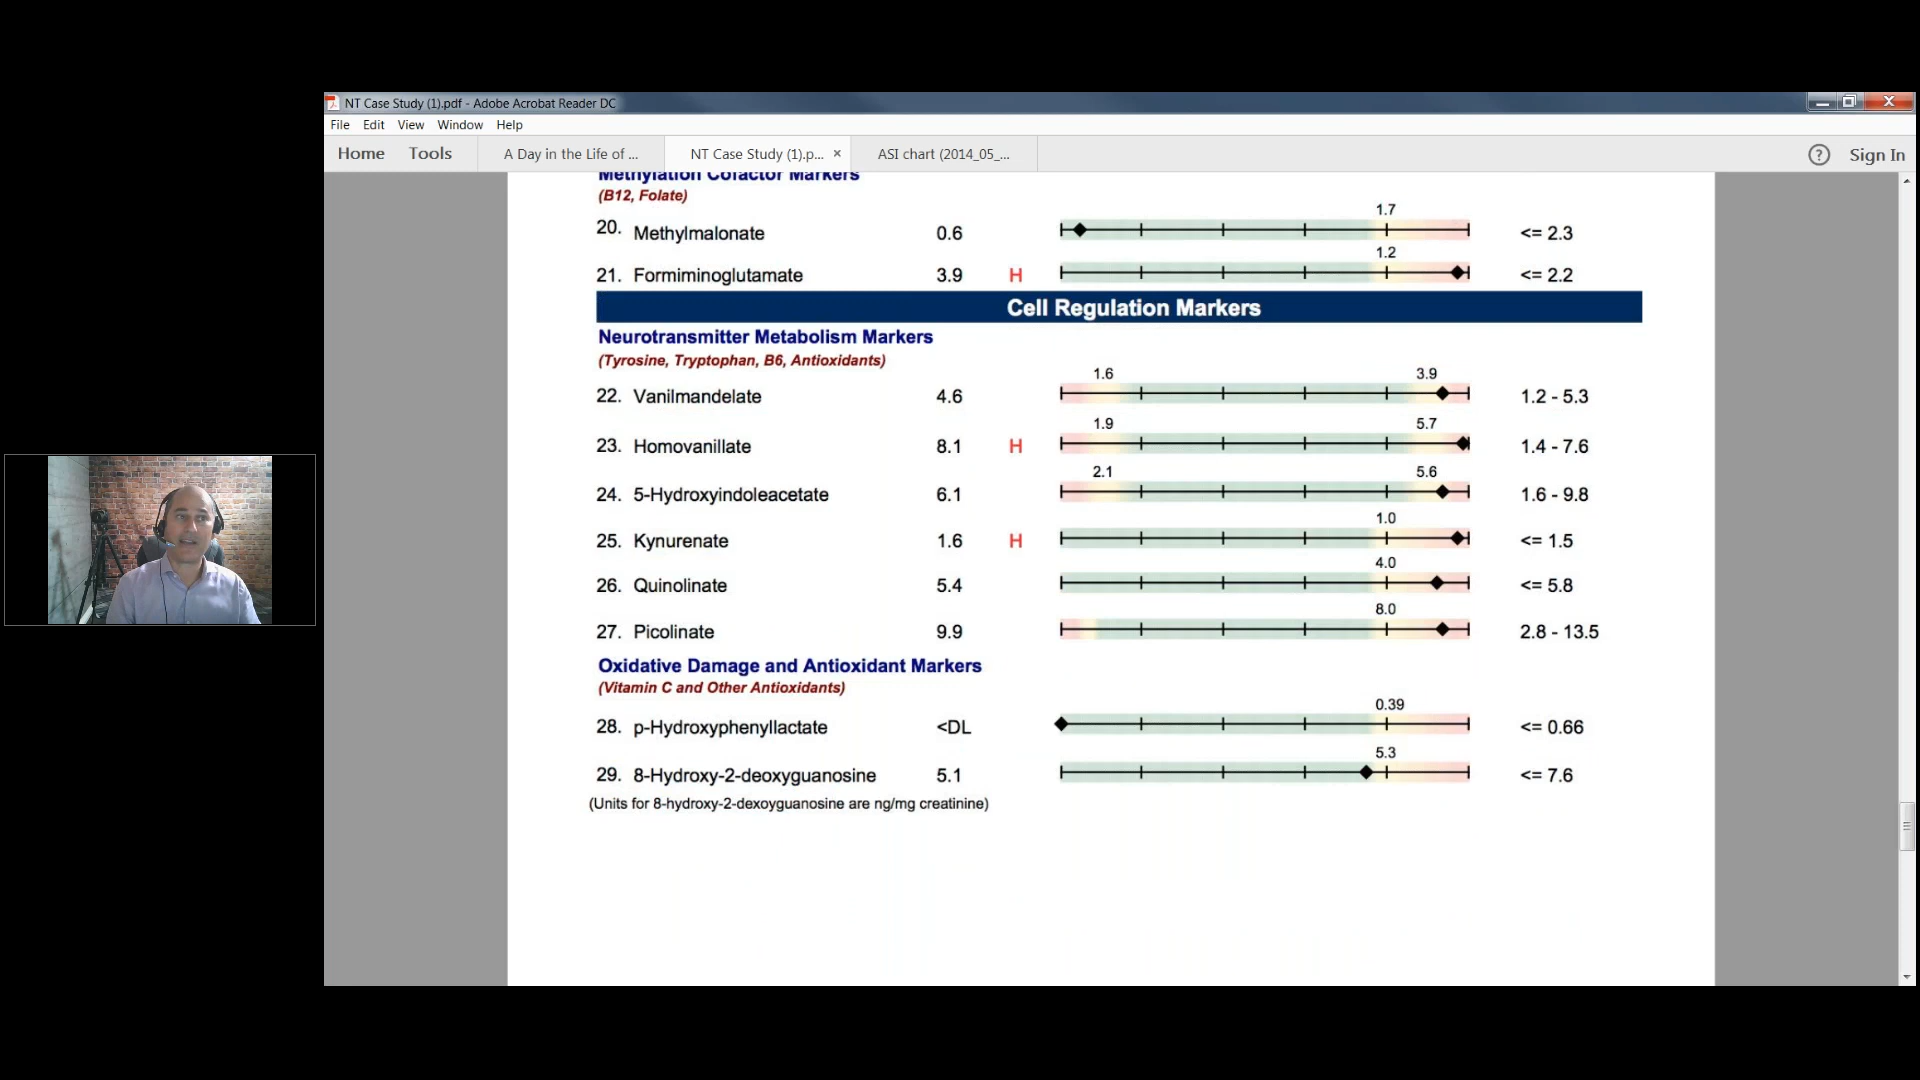 NT Case Study (1).pdf - Adobe Acrobat Reader DC
File Edit View Window Help
Home Tools A Day in the Life of ... NT Case Study (1).p... × ASI chart (2014_05_... ? Sign In
Methylation Cofactor Markers
(B12, Folate)
1.7
20. Methylmalonate 0.6 <= 2.3
1.2
21. Formiminoglutamate 3.9 H <= 2.2
Cell Regulation Markers
Neurotransmitter Metabolism Markers
(Tyrosine, Tryptophan, B6, Antioxidants)
1.6 3.9
22. Vanilmandelate 4.6 1.2 - 5.3
1.9 5.7
23. Homovanillate 8.1 H 1.4 - 7.6
2.1 5.6
24. 5-Hydroxyindoleacetate 6.1 1.6 - 9.8
1.0
25. Kynurenate 1.6 H <= 1.5
4.0
26. Quinolinate 5.4 <= 5.8
8.0
27. Picolinate 9.9 2.8 - 13.5
Oxidative Damage and Antioxidant Markers
(Vitamin C and Other Antioxidants)
0.39
28. p-Hydroxyphenyllactate <DL <= 0.66
5.3
29. 8-Hydroxy-2-deoxyguanosine 5.1 <= 7.6
(Units for 8-hydroxy-2-dexoyguanosine are ng/mg creatinine)